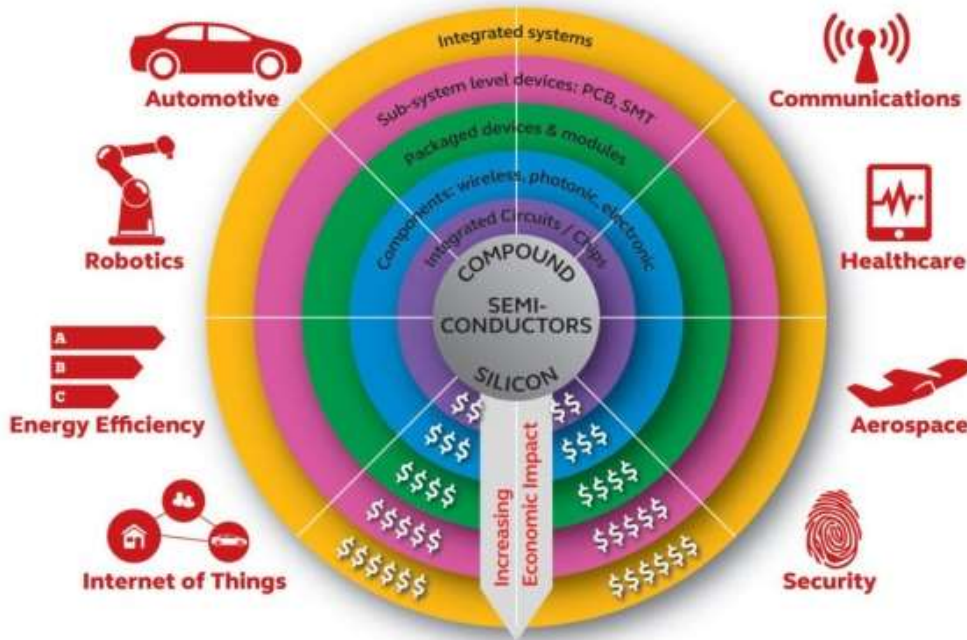 Integrated systems
Sub-system level devices: PCB, SMT
Packaged devices & modules
Components: wireless, photonic, electronic
Integrated Circuits / Chips
COMPOUND
SEMI-
CONDUCTORS
SILICON
Automotive
Robotics
A
B
C
Energy Efficiency
Internet of Things
Communications
Healthcare
Aerospace
Security
$$ $$
$$$ $$$
$$$$ $$$$
$$$$$ $$$$$
$$$$$$ $$$$$$
Increasing
Economic Impact